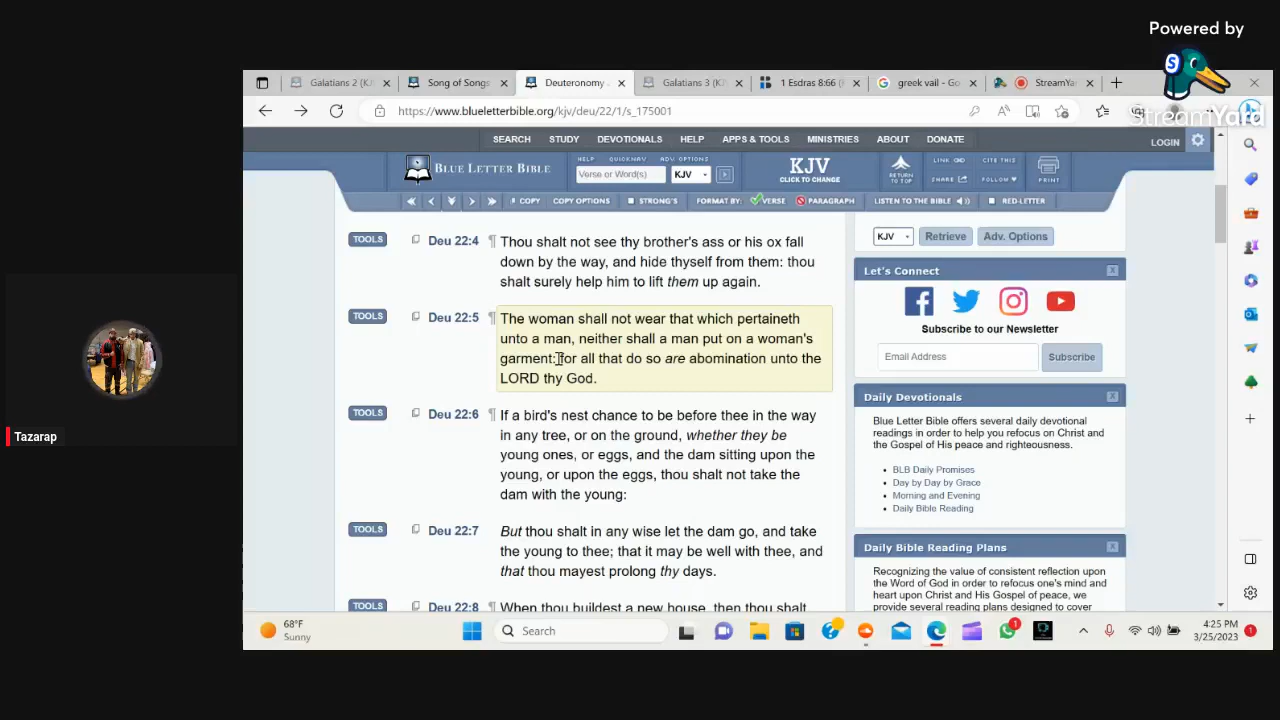 Powered by
S
StreamYard
Galatians 2 (K
Song of Songs
Deuteronomy
Galatians 3 (K
1 Esdras 8:66 (
greek vail - Go
StreamYa
https://www.blueletterbible.org/kjv/deu/22/1/s_175001
SEARCH STUDY DEVOTIONALS HELP APPS & TOOLS MINISTRIES ABOUT DONATE
LOGIN
BLUE LETTER BIBLE
HELP QUICKNAV ADV OPTIONS
Verse or Word(s) KJV
KJV
CLICK TO CHANGE
RETURN
TO TOP
LINK CITE THIS
SHARE FOLLOW
PRINT
COPY COPY OPTIONS STRONG'S FORMAT BY VERSE PARAGRAPH LISTEN TO THE BIBLE RED-LETTER
TOOLS Deu 22:4 ¶ Thou shalt not see thy brother's ass or his ox fall
down by the way, and hide thyself from them: thou
shalt surely help him to lift them up again.
TOOLS Deu 22:5 ¶ The woman shall not wear that which pertaineth
unto a man, neither shall a man put on a woman's
garment: for all that do so are abomination unto the
LORD thy God.
TOOLS Deu 22:6 ¶ If a bird's nest chance to be before thee in the way
in any tree, or on the ground, whether they be
young ones, or eggs, and the dam sitting upon the
young, or upon the eggs, thou shalt not take the
dam with the young:
TOOLS Deu 22:7 But thou shalt in any wise let the dam go, and take
the young to thee; that it may be well with thee, and
that thou mayest prolong thy days.
TOOLS Deu 22:8 ¶ When thou buildest a new house, then thou shalt
KJV Retrieve Adv. Options
Let's Connect
Subscribe to our Newsletter
Email Address Subscribe
Daily Devotionals
Blue Letter Bible offers several daily devotional
readings in order to help you refocus on Christ and
the Gospel of His peace and righteousness.
BLB Daily Promises
Day by Day by Grace
Morning and Evening
Daily Bible Reading
Daily Bible Reading Plans
Recognizing the value of consistent reflection upon
the Word of God in order to refocus one's mind and
heart upon Christ and His Gospel of peace, we
provide several reading plans designed to cover
Tazarap
68°F
Sunny
Search
1
4:25 PM
3/25/2023
1